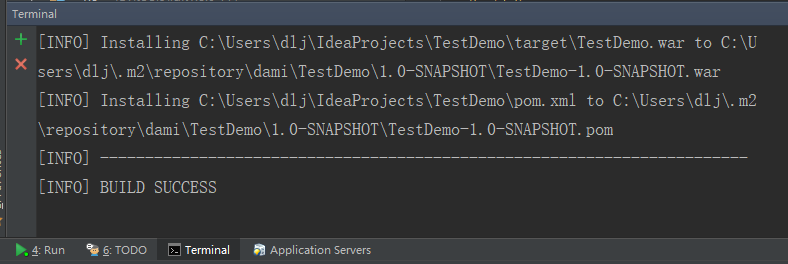 Terminal
[INFO] Installing C:\Users\dlj\IdeaProjects\TestDemo\target\TestDemo.war to C:\U
sers\dlj\.m2\repository\dami\TestDemo\1.0-SNAPSHOT\TestDemo-1.0-SNAPSHOT.war
[INFO] Installing C:\Users\dlj\IdeaProjects\TestDemo\pom.xml to C:\Users\dlj\.m2
\repository\dami\TestDemo\1.0-SNAPSHOT\TestDemo-1.0-SNAPSHOT.pom
[INFO] ------------------------------------------------------------------------
[INFO] BUILD SUCCESS
4: Run 6: TODO Terminal Application Servers